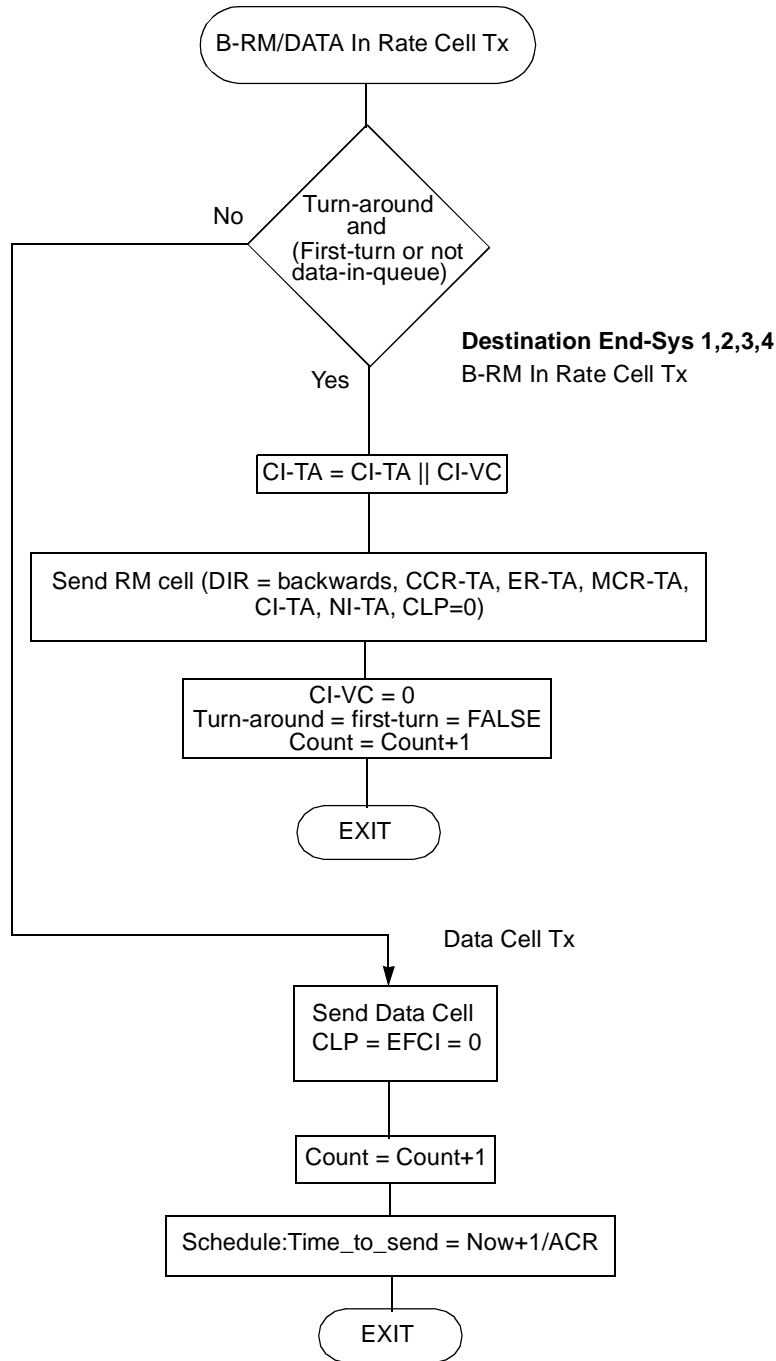 B-RM/DATA In Rate Cell Tx
Turn-around
and
(First-turn or not
data-in-queue)
No
Yes
Destination End-Sys 1,2,3,4
B-RM In Rate Cell Tx
CI-TA = CI-TA || CI-VC
Send RM cell (DIR = backwards, CCR-TA, ER-TA, MCR-TA,
CI-TA, NI-TA, CLP=0)
CI-VC = 0
Turn-around = first-turn = FALSE
Count = Count+1
EXIT
Data Cell Tx
Send Data Cell
CLP = EFCI = 0
Count = Count+1
Schedule:Time_to_send = Now+1/ACR
EXIT